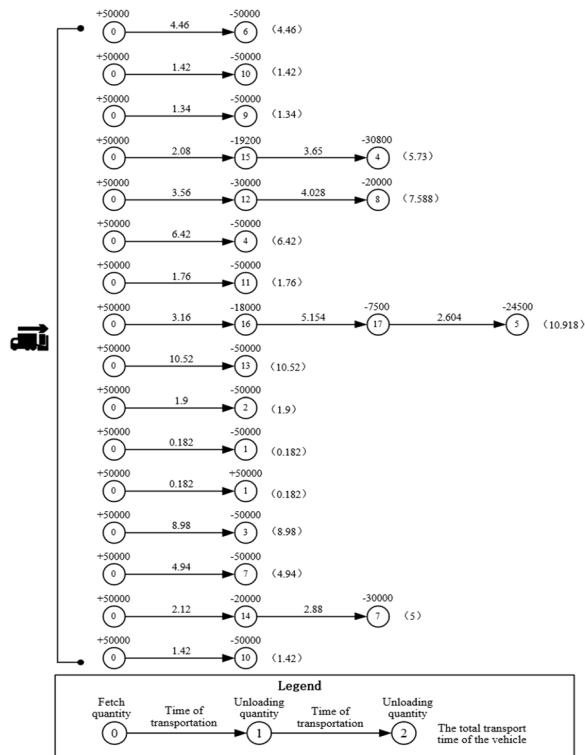 +50000 -50000
0 4.46 6 (4.46)
+50000 -50000
0 1.42 10 (1.42)
+50000 -50000
0 1.34 9 (1.34)
+50000 -19200 -30800
0 2.08 15 3.65 4 (5.73)
+50000 -30000 -20000
0 3.56 12 4.028 8 (7.588)
+50000 -50000
0 6.42 4 (6.42)
+50000 -50000
0 1.76 11 (1.76)
+50000 -18000 -7500 -24500
0 3.16 16 5.154 17 2.604 5 (10.918)
+50000 -50000
0 10.52 13 (10.52)
+50000 -50000
0 1.9 2 (1.9)
+50000 -50000
0 0.182 1 (0.182)
+50000 +50000
0 0.182 1 (0.182)
+50000 -50000
0 8.98 3 (8.98)
+50000 -50000
0 4.94 7 (4.94)
+50000 -20000 -30000
0 2.12 14 2.88 7 (5)
+50000 -50000
0 1.42 10 (1.42)
Legend
Fetch quantity
Time of transportation
Unloading quantity
Time of transportation
Unloading quantity
0 1 2
The total transport
time of the vehicle